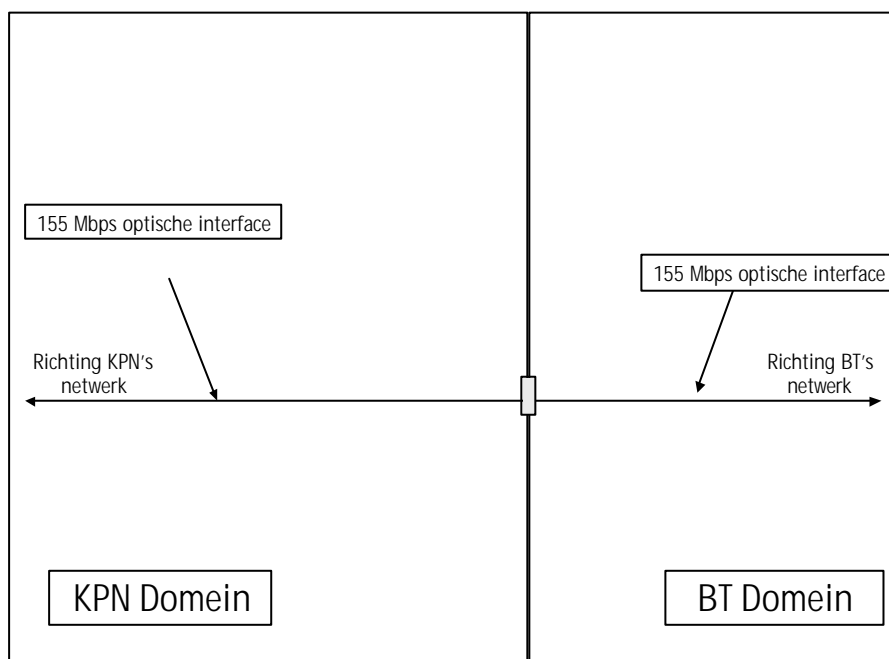 155 Mbps optische interface
155 Mbps optische interface
Richting KPN's
netwerk
Richting BT's
netwerk
KPN Domein
BT Domein